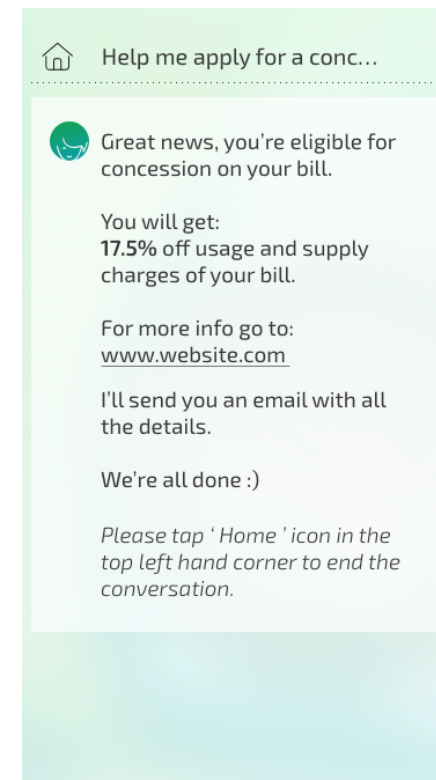 Help me apply for a conc...
Great news, you're eligible for
concession on your bill.
You will get:
17.5% off usage and supply
charges of your bill.
For more info go to:
www.website.com
I'll send you an email with all
the details.
We're all done :)
Please tap ‘ Home ’ icon in the
top left hand corner to end the
conversation.